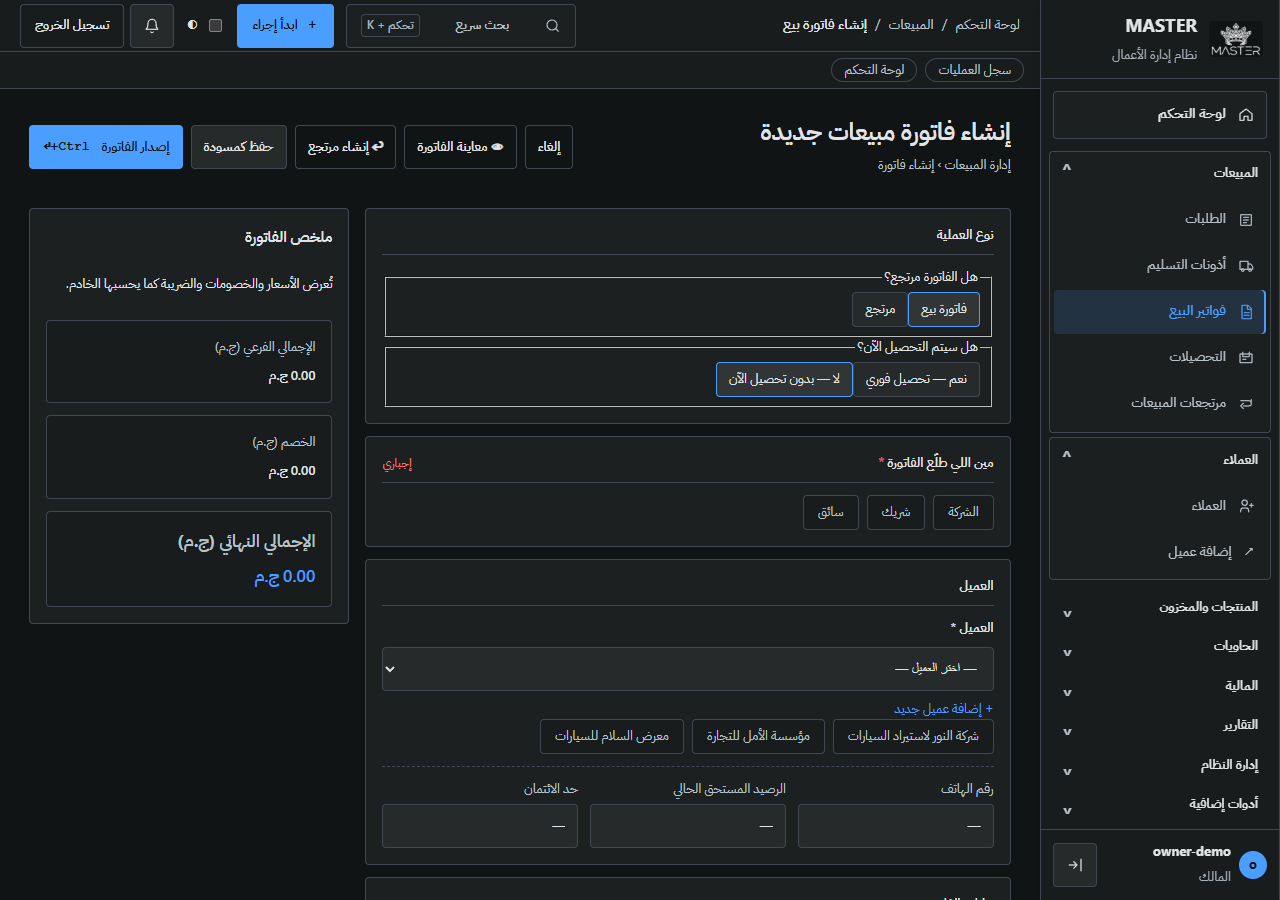 MASTER
نظام إدارة الأعمال
MASTER
لوحة التحكم / المبيعات / إنشاء فاتورة بيع
بحث سريع تحكم + K
+ ابدأ إجراء
تسجيل الخروج
سجل العمليات
لوحة التحكم
لوحة التحكم
المبيعات
الطلبات
أذونات التسليم
فواتير البيع
التحصيلات
مرتجعات المبيعات
العملاء
العملاء
إضافة عميل
المنتجات والمخزون
الحاويات
المالية
التقارير
إدارة النظام
أدوات إضافية
owner-demo
المالك
o
إنشاء فاتورة مبيعات جديدة
إدارة المبيعات › إنشاء فاتورة
إلغاء
معاينة الفاتورة
إنشاء مرتجع
حفظ كمسودة
إصدار الفاتورة Ctrl+↵
نوع العملية
هل الفاتورة مرتجع؟
فاتورة بيع
مرتجع
هل سيتم التحصيل الآن؟
نعم — تحصيل فوري
لا — بدون تحصيل الآن
مين اللي طلّع الفاتورة *
إجباري
الشركة
شريك
سائق
العميل
العميل *
— اختر العميل —
+ إضافة عميل جديد
شركة النور لاستيراد السيارات
مؤسسة الأمل للتجارة
معرض السلام للسيارات
رقم الهاتف
الرصيد المستحق الحالي
حد الائتمان
—
—
—
ملخص الفاتورة
تُعرض الأسعار والخصومات والضريبة كما يحسبها الخادم.
الإجمالي الفرعي (ج.م)
0.00 ج.م
الخصم (ج.م)
0.00 ج.م
الإجمالي النهائي (ج.م)
0.00 ج.م